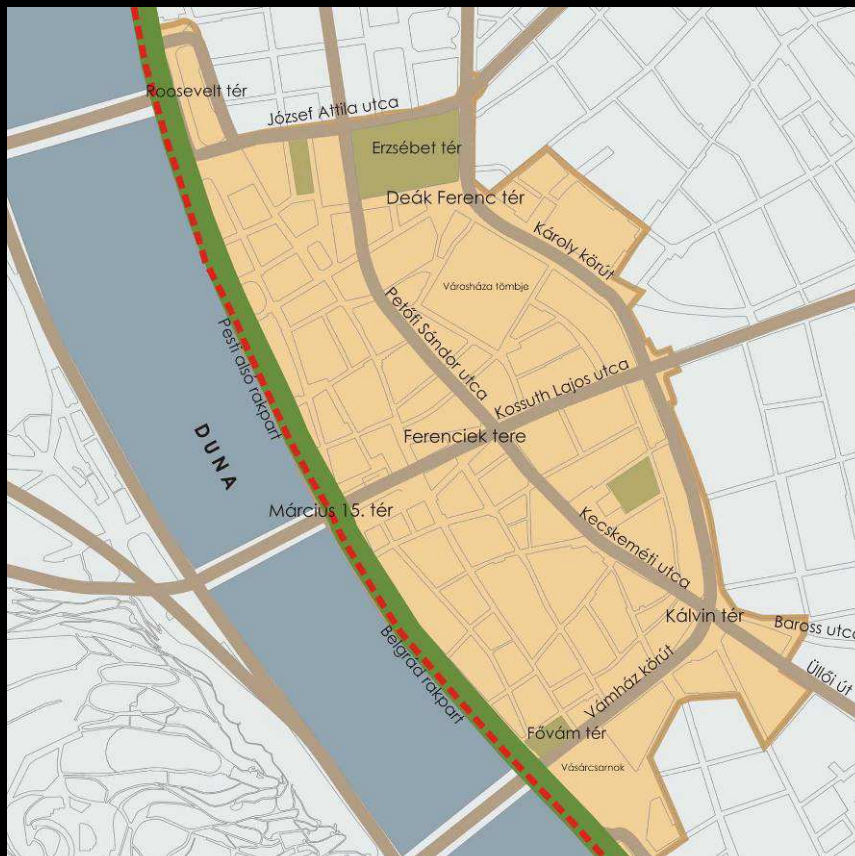 Roosevelt tér
József Attila utca
Erzsébet tér
Deák Ferenc tér
Károly körút
Városháza tömbje
Petőfi Sándor utca
Pesti alsó rakpart
Kossuth Lajos utca
DUNA
Ferenciek tere
Március 15. tér
Kecskeméti utca
Kálvin tér
Baross utca
Belgrád rakpart
Üllői út
Vámház körút
Fővám tér
Vásárcsarnok